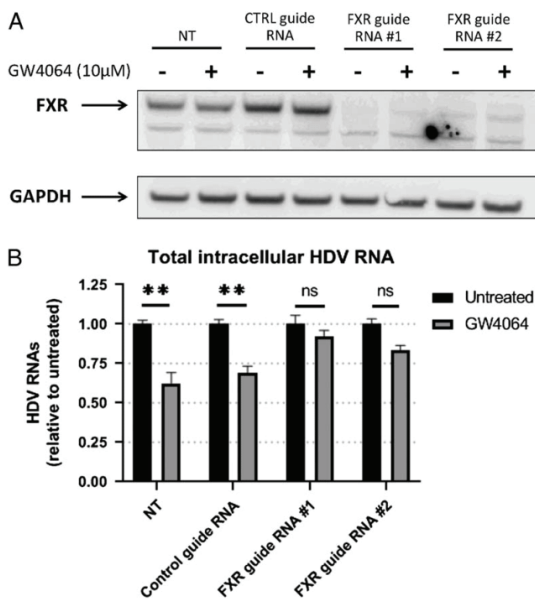 A
NT
CTRL guide
RNA
FXR guide
RNA #1
FXR guide
RNA #2
GW4064 (10µM) - + - + - + - +
FXR
GAPDH
B
Total intracellular HDV RNA
HDV RNAs
(relative to untreated)
1.25
1.00
0.75
0.50
0.25
0.00
** ** ns ns
Untreated
GW4064
NT
Control guide RNA
FXR guide RNA #1
FXR guide RNA #2